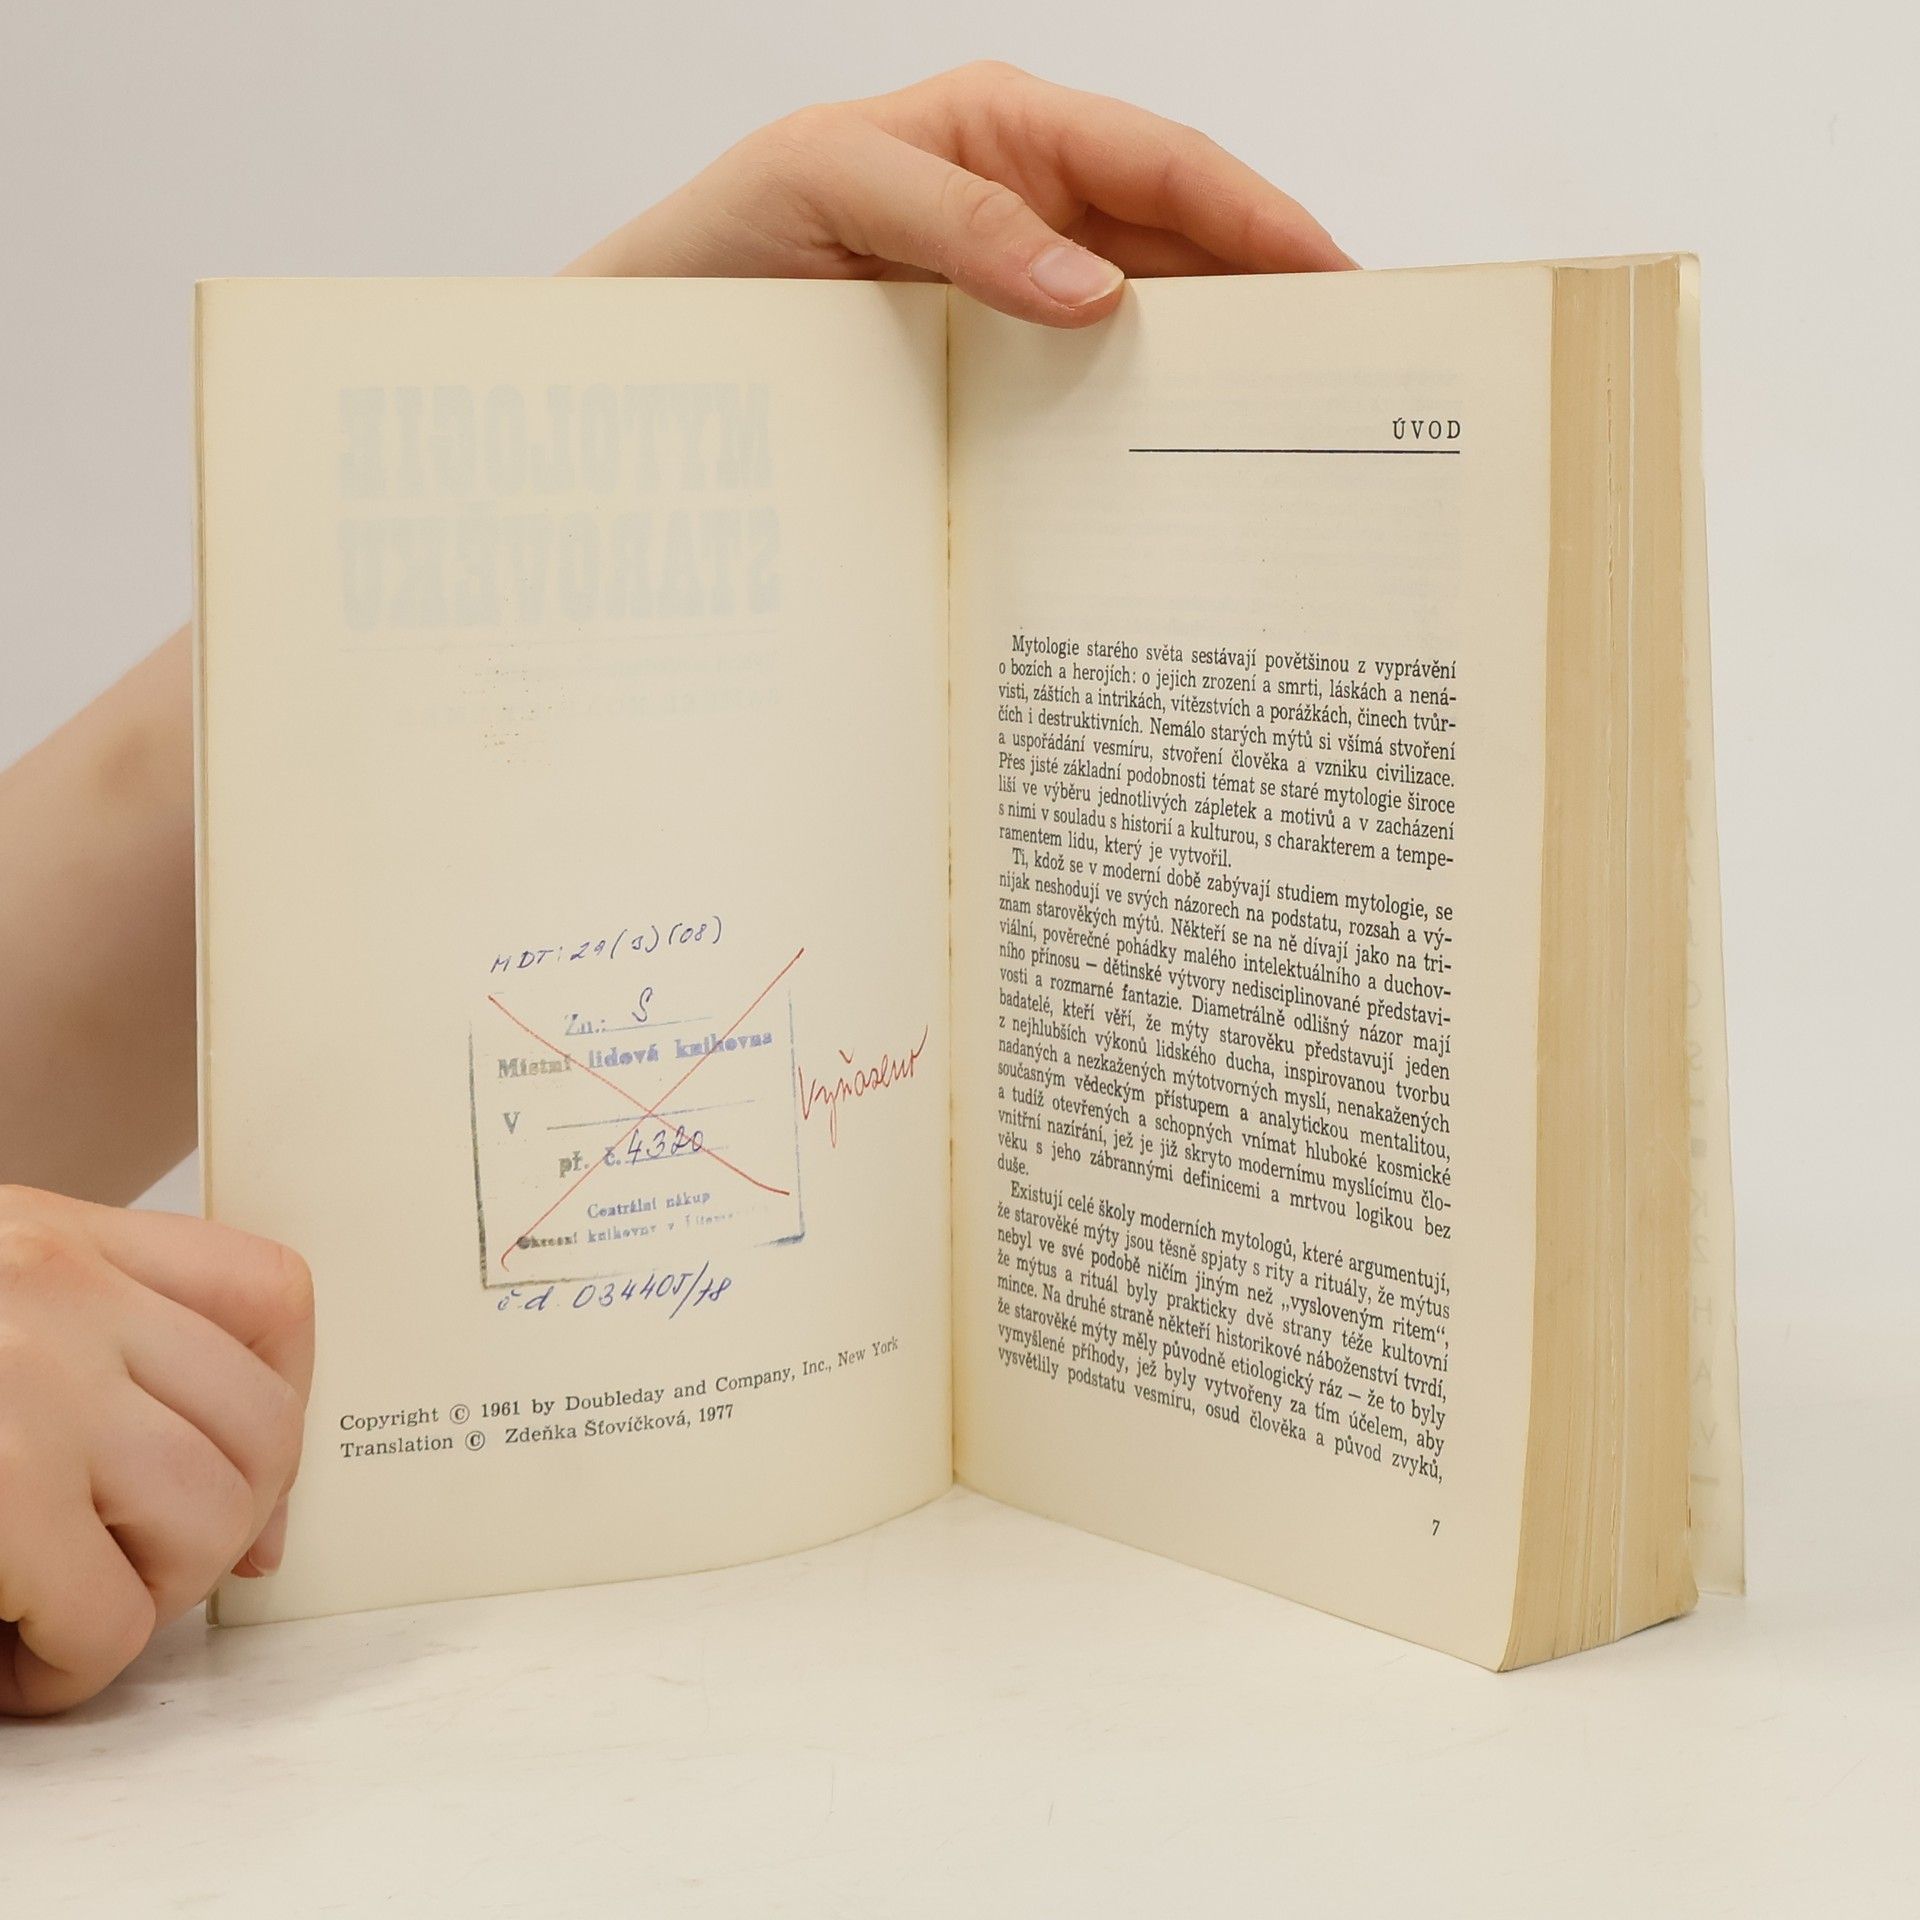 MYTOLOGIE
STAROVĚKU
MDT: 29(3)(08)
Zn.: S
Místní lidová knihovna
V
př. č. 4320
Centrální nákup
Okresní knihovny v
č.d. 03440J/78
Copyright © 1961 by Doubleday and Company, Inc., New York
Translation © Zdeňka Šťovíčková, 1977
ÚVOD
Mytologie starého světa sestávají povětšinou z vyprávění
o bozích a herojích: o jejich zrození a smrti, láskách a nená-
visti, záštích a intrikách, vítězstvích a porážkách, činech tvůr-
čích i destruktivních. Nemálo starých mýtů si všímá stvoření
a uspořádání vesmíru, stvoření člověka a vzniku civilizace.
Přes jisté základní podobnosti témat se staré mytologie široce
liší ve výběru jednotlivých zápletek a motivů a v zacházení
s nimi v souladu s historií a kulturou, s charakterem a tempe-
ramentem lidu, který je vytvořil.
Ti, kdož se v moderní době zabývají studiem mytologie, se
nijak neshodují ve svých názorech na podstatu, rozsah a vý-
znam starověkých mýtů. Někteří se na ně dívají jako na tri-
viální, pověrečné pohádky malého intelektuálního a duchov-
ního přínosu — dětinské výtvory nedisciplinované představi-
vosti a rozmarné fantazie. Diametrálně odlišný názor mají
badatelé, kteří věří, že mýty starověku představují jeden
z nejhlubších výkonů lidského ducha, inspirovanou tvorbu
nadaných a nezkažených mýtotvorných myslí, nenakažených
současným vědeckým přístupem a analytickou mentalitou,
a tudíž otevřených a schopných vnímat hluboké kosmické
vnitřní nazírání, jež je již skryto modernímu myslícímu člo-
věku s jeho zábrannými definicemi a mrtvou logikou bez
duše.
Existují celé školy moderních mytologů, které argumentují,
že starověké mýty jsou těsně spjaty s rity a rituály, že mýtus
nebyl ve své podobě ničím jiným než „vysloveným ritem“,
že mýtus a rituál byly prakticky dvě strany téže kultovní
mince. Na druhé straně někteří historikové náboženství tvrdí,
že starověké mýty měly původně etiologický ráz — že to byly
vymyšlené příhody, jež byly vytvořeny za tím účelem, aby
vysvětlily podstatu vesmíru, osud člověka a původ zvyků,
7